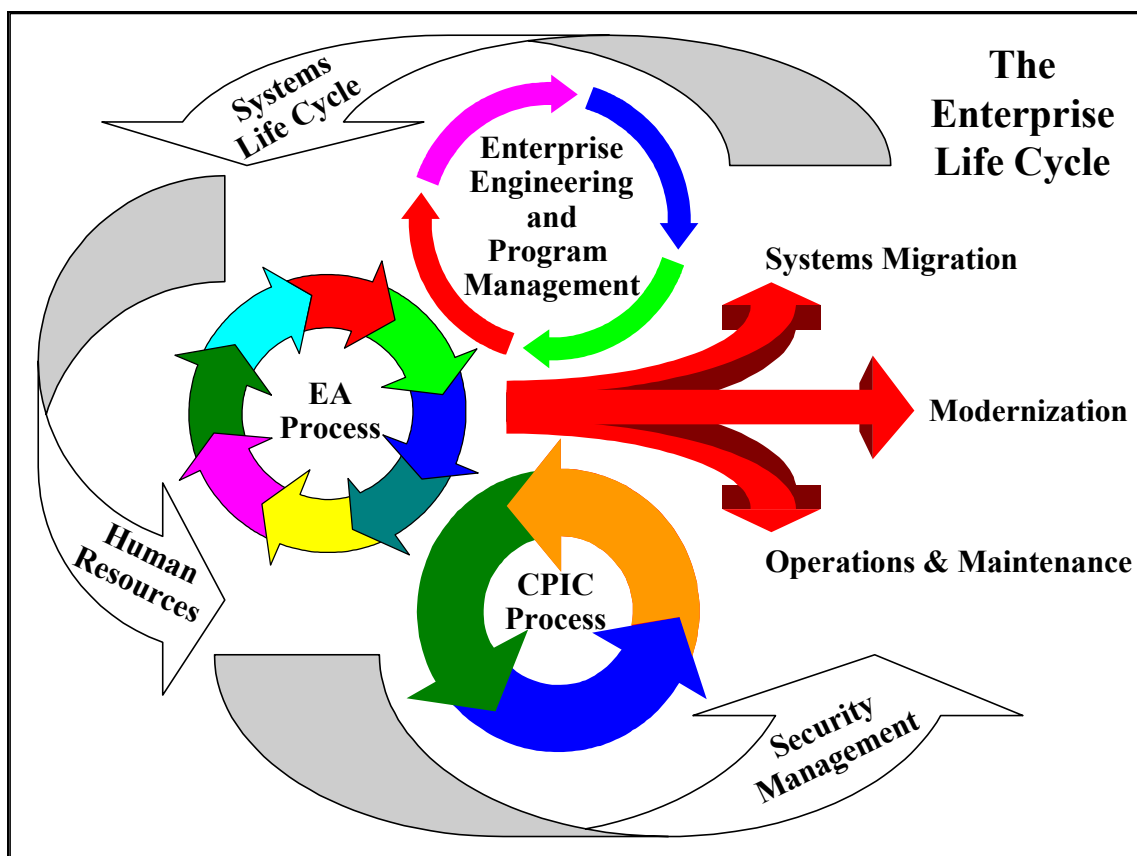 The
Enterprise
Life Cycle
Systems
Life Cycle
Enterprise
Engineering
and
Program
Management
Systems Migration
EA
Process
Modernization
Human
Resources
CPIC
Process
Operations & Maintenance
Security
Management